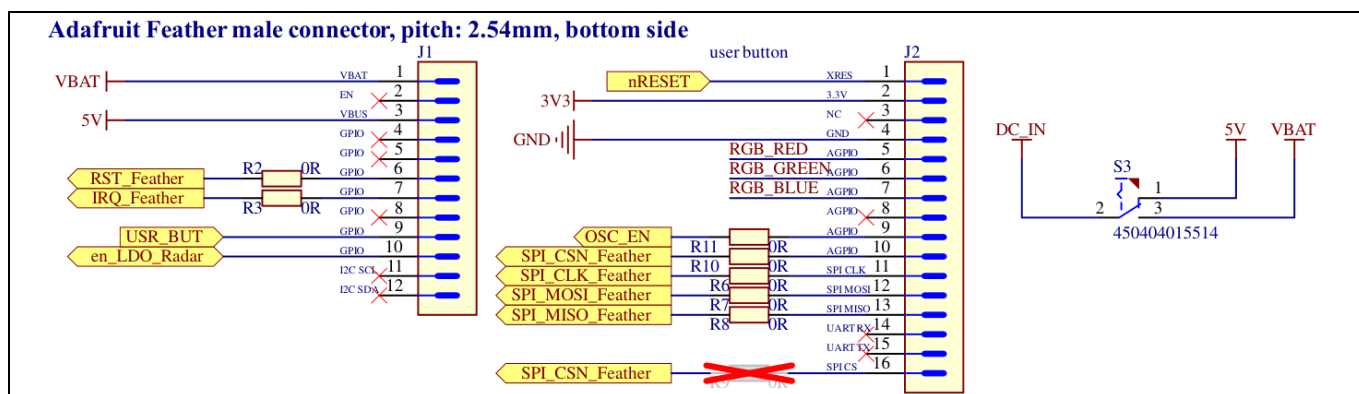 Adafruit Feather male connector, pitch: 2.54mm, bottom side
J1
VBAT VBAT 1
EN 2
5V VBUS 3
GPIO 4
GPIO 5
RST_Feather R2 0R GPIO 6
IRQ_Feather R3 0R GPIO 7
GPIO 8
USR_BUT GPIO 9
en_LDO_Radar GPIO 10
I2C SCL 11
I2C SDA 12
user button J2
nRESET XRES 1
3V3 3.3V 2
NC 3
GND GND 4
RGB_RED AGPIO 5
RGB_GREEN AGPIO 6
RGB_BLUE AGPIO 7
AGPIO 8
OSC_EN AGPIO 9
R11 0R
SPI_CSN_Feather AGPIO 10
R10 0R
SPI_CLK_Feather SPI CLK 11
R6 0R
SPI_MOSI_Feather SPI MOSI 12
R7 0R
SPI_MISO_Feather SPI MISO 13
R8 0R
UART RX 14
UART TX 15
SPI_CSN_Feather SPI CS 16
R9 0R
DC_IN 5V VBAT
S3
1
2 3
450404015514